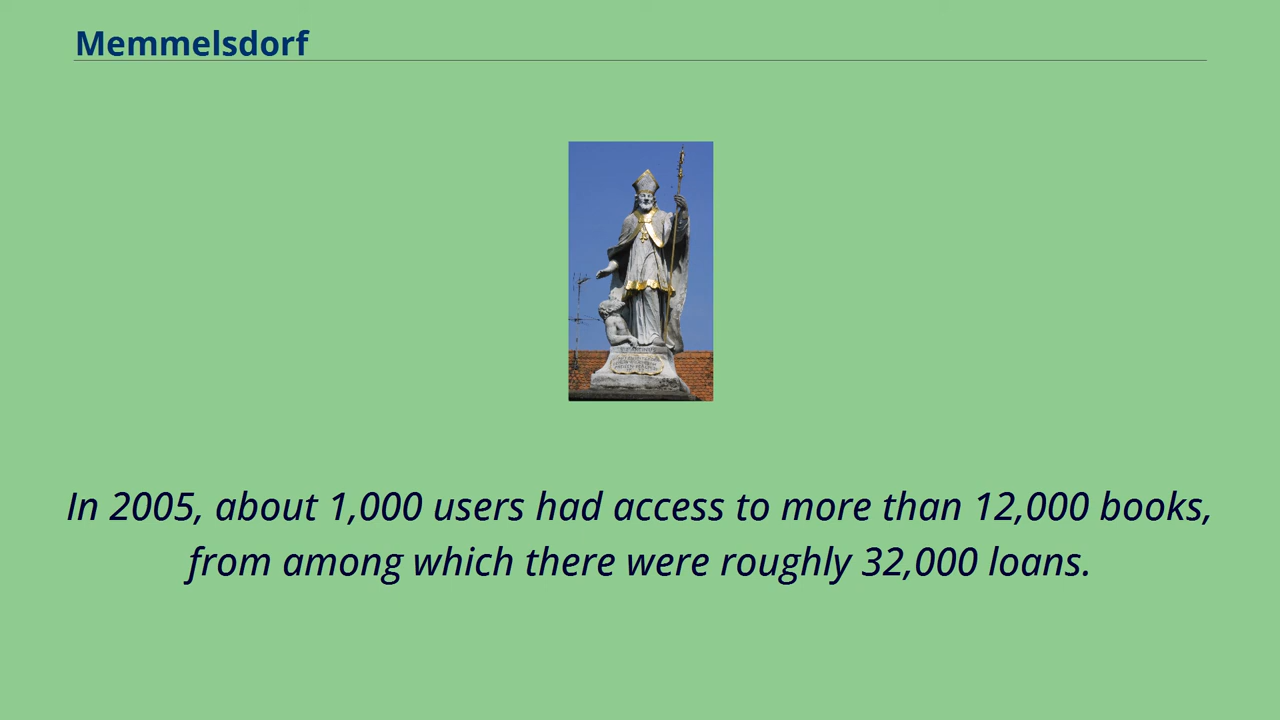 Memmelsdorf
In 2005, about 1,000 users had access to more than 12,000 books,
from among which there were roughly 32,000 loans.